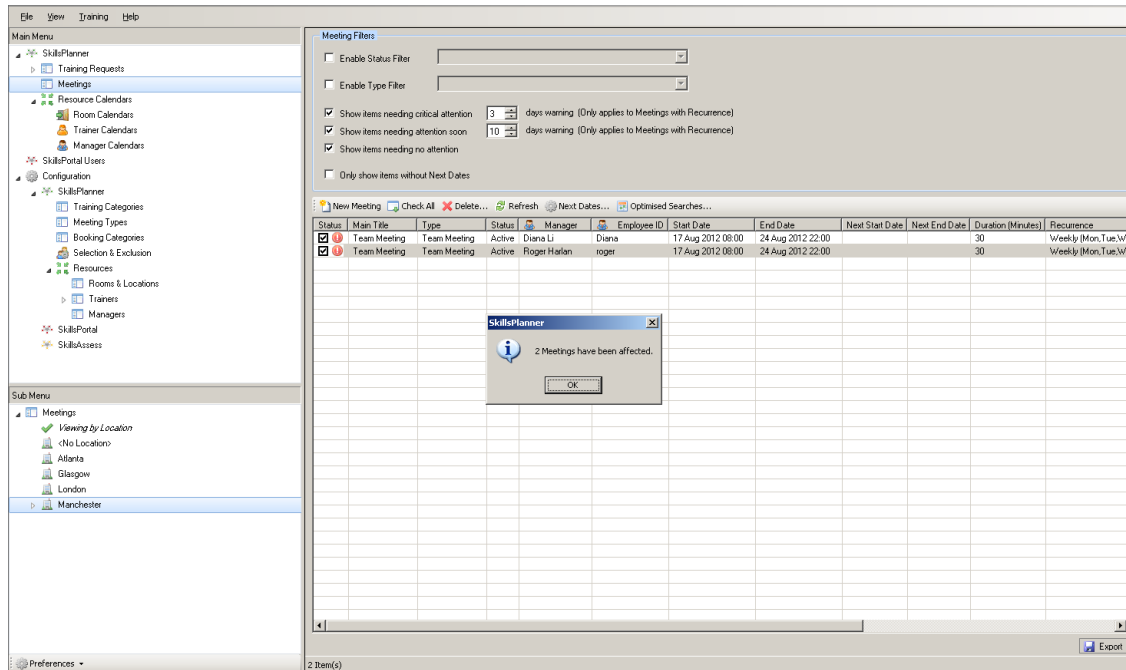 File View Training Help
Main Menu
SkillsPlanner
Training Requests
Meetings
Resource Calendars
Room Calendars
Trainer Calendars
Manager Calendars
SkillsPortal Users
Configuration
SkillsPlanner
Training Categories
Meeting Types
Booking Categories
Selection & Exclusion
Resources
Rooms & Locations
Trainers
Managers
SkillsPortal
SkillsAssess
Sub Menu
Meetings
Viewing by Location
<No Location>
Atlanta
Glasgow
London
Manchester
Preferences
Meeting Filters
Enable Status Filter
Enable Type Filter
Show items needing critical attention 3 days warning (Only applies to Meetings with Recurrence)
Show items needing attention soon 10 days warning (Only applies to Meetings with Recurrence)
Show items needing no attention
Only show items without Next Dates
New Meeting Check All Delete... Refresh Next Dates... Optimised Searches...
Status Main Title Type Status Manager Employee ID Start Date End Date Next Start Date Next End Date Duration (Minutes) Recurrence
Team Meeting Team Meeting Active Diana Li Diana 17 Aug 2012 08:00 24 Aug 2012 22:00 30 Weekly (Mon,Tue,W
Team Meeting Team Meeting Active Roger Harlan roger 17 Aug 2012 08:00 24 Aug 2012 22:00 30 Weekly (Mon,Tue,W
SkillsPlanner
2 Meetings have been affected.
OK
Export
2 Item(s)